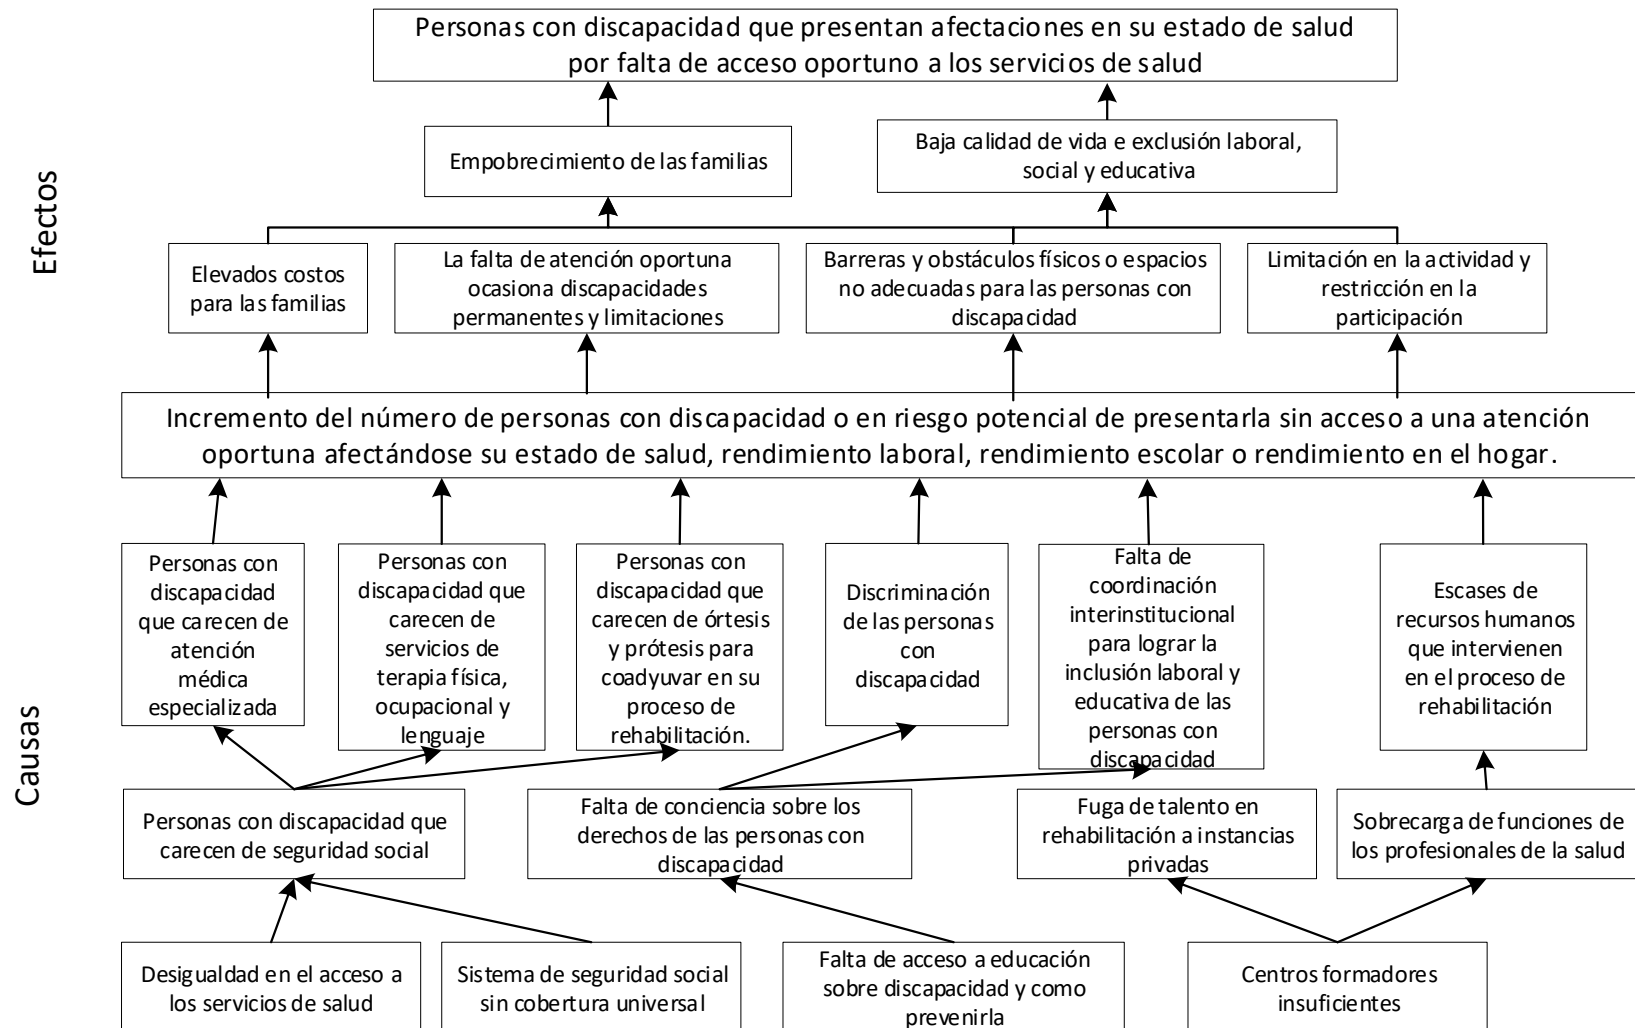 Personas con discapacidad que presentan afectaciones en su estado de salud
por falta de acceso oportuno a los servicios de salud
Efectos
Empobrecimiento de las familias
Baja calidad de vida e exclusión laboral,
social y educativa
Elevados costos
para las familias
La falta de atención oportuna
ocasiona discapacidades
permanentes y limitaciones
Barreras y obstáculos físicos o espacios
no adecuadas para las personas con
discapacidad
Limitación en la actividad y
restricción en la
participación
Incremento del número de personas con discapacidad o en riesgo potencial de presentarla sin acceso a una atención
oportuna afectándose su estado de salud, rendimiento laboral, rendimiento escolar o rendimiento en el hogar.
Causas
Personas con
discapacidad
que carecen de
atención
médica
especializada
Personas con
discapacidad que
carecen de
servicios de
terapia física,
ocupacional y
lenguaje
Personas con
discapacidad que
carecen de órtesis
y prótesis para
coadyuvar en su
proceso de
rehabilitación.
Discriminación
de las personas
con
discapacidad
Falta de
coordinación
interinstitucional
para lograr la
inclusión laboral y
educativa de las
personas con
discapacidad
Escases de
recursos humanos
que intervienen
en el proceso de
rehabilitación
Personas con discapacidad que
carecen de seguridad social
Falta de conciencia sobre los
derechos de las personas con
discapacidad
Fuga de talento en
rehabilitación a instancias
privadas
Sobrecarga de funciones de
los profesionales de la salud
Desigualdad en el acceso a
los servicios de salud
Sistema de seguridad social
sin cobertura universal
Falta de acceso a educación
sobre discapacidad y como
prevenirla
Centros formadores
insuficientes